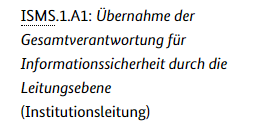 ISMS.1.A1: Übernahme der
Gesamtverantwortung für
Informationssicherheit durch die
Leitungsebene
(Institutionsleitung)